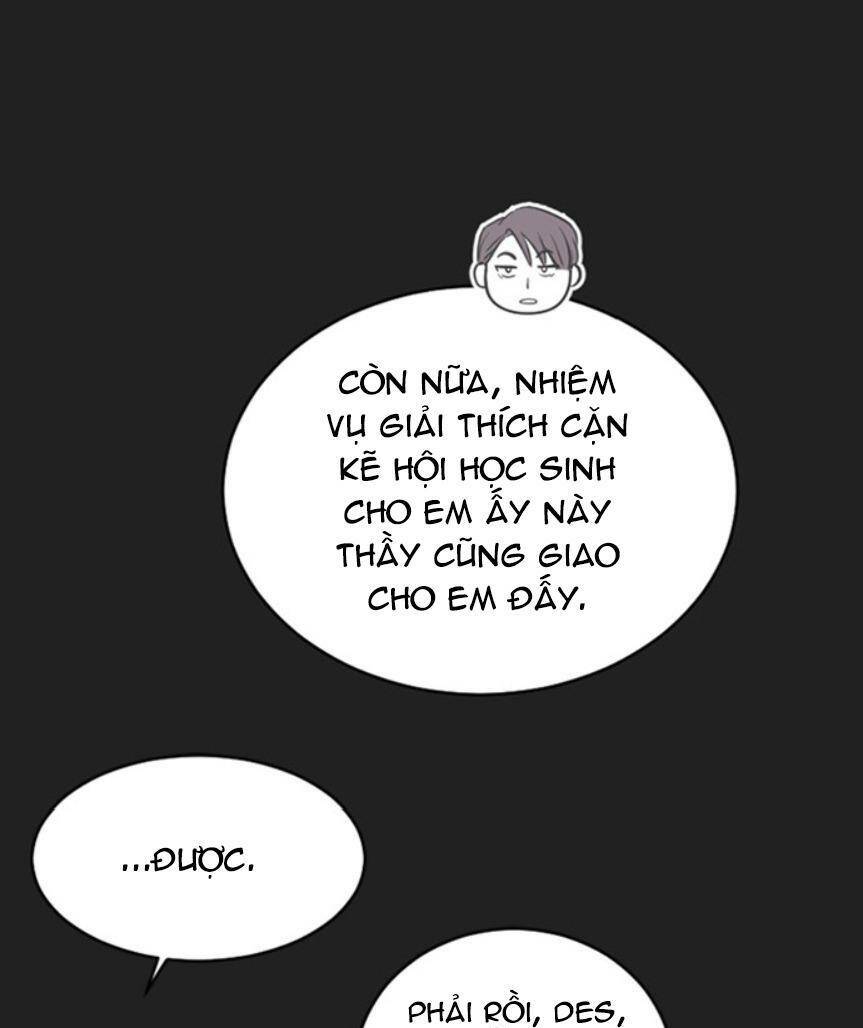 CÒN NỮA, NHIỆM
VỤ GIẢI THÍCH CẶN
KẼ HỘI HỌC SINH
CHO EM ẤY NÀY
THẦY CŨNG GIAO
CHO EM ĐẤY.
...ĐƯỢC.
PHẢI RỒI, DES,